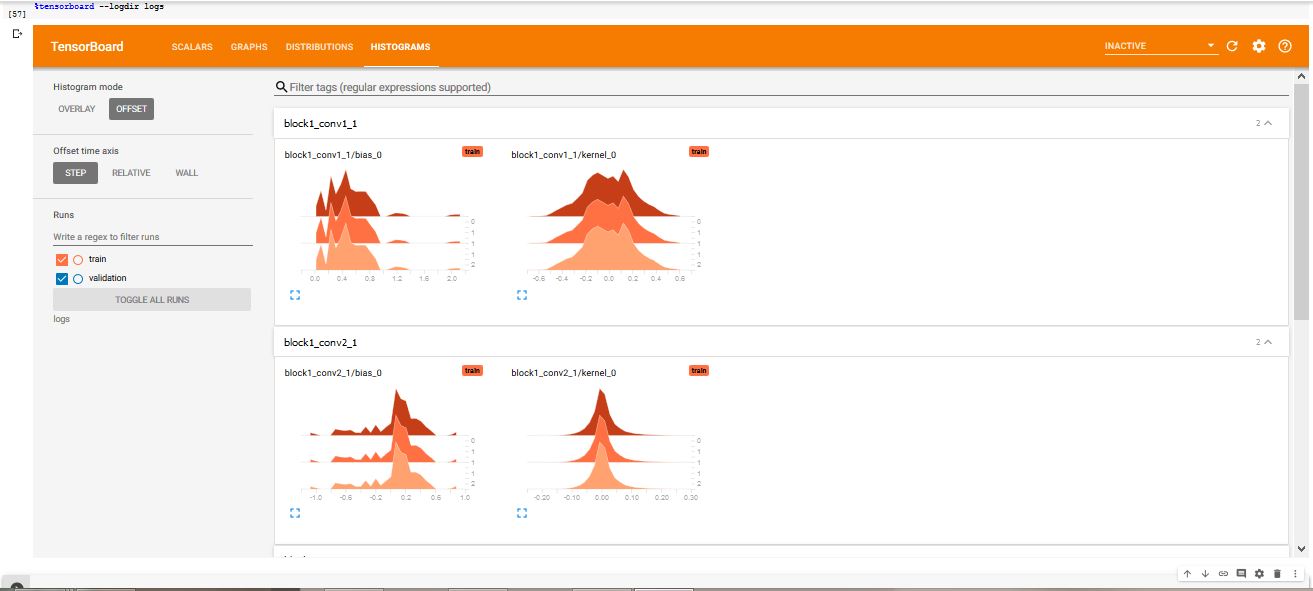 %tensorboard --logdir logs
[57]
TensorBoard SCALARS GRAPHS DISTRIBUTIONS HISTOGRAMS INACTIVE
Histogram mode
OVERLAY OFFSET
Offset time axis
STEP RELATIVE WALL
Runs
Write a regex to filter runs
train
validation
TOGGLE ALL RUNS
logs
Filter tags (regular expressions supported)
block1_conv1_1 2
block1_conv1_1/bias_0 train
0
1
1
1
2
0.0 0.4 0.8 1.2 1.6 2.0
block1_conv1_1/kernel_0 train
0
1
1
1
2
-0.6 -0.4 -0.2 0.0 0.2 0.4 0.6
block1_conv2_1 2
block1_conv2_1/bias_0 train
0
1
1
1
2
-1.0 -0.6 -0.2 0.2 0.6 1.0
block1_conv2_1/kernel_0 train
0
1
1
1
2
-0.20 -0.10 0.00 0.10 0.20 0.30